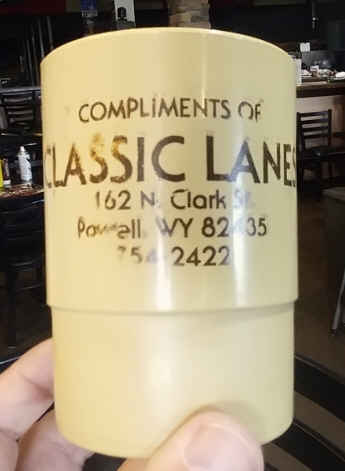 COMPLIMENTS OF
CLASSIC LANES
162 N. Clark St.
Powell, WY 82435
754-2422